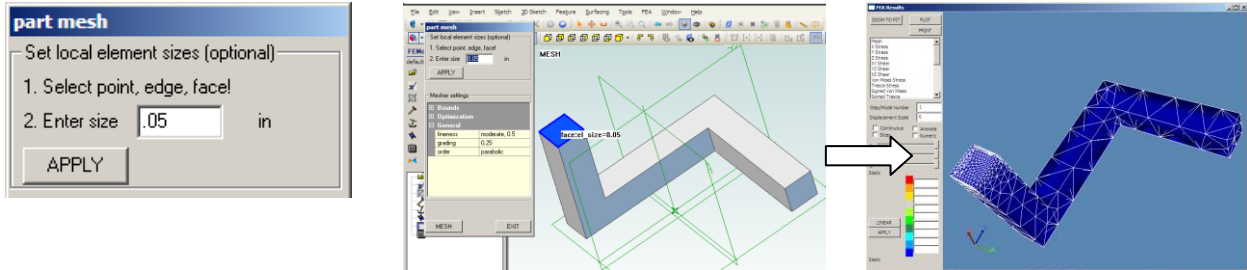 part mesh
Set local element sizes (optional)
1. Select point, edge, face!
2. Enter size .05 in
APPLY
File Edit View Insert Sketch 3D Sketch Feature Surfacing Tools FEA Window Help
part mesh
Set local element sizes (optional)
1. Select point, edge, face!
2. Enter size 0.05 in
APPLY
Mesher settings
Bounds
Optimization
General
fineness moderate, 0.5
grading 0.25
order parabolic
MESH EXIT
MESH
face:el_size=0.05
FEA Results
ZOOM TO FIT PLOT
PRINT
Mesh
X Stress
Y Stress
Z Stress
XY Shear
YZ Shear
XZ Shear
Von Mises Stress
Tresca Stress
Signed Von Mises
Signed Tresca
Step/Mode Number 1
Displacement Scale 0
Continuous Animate
Numeric
LINEAR
APPLY